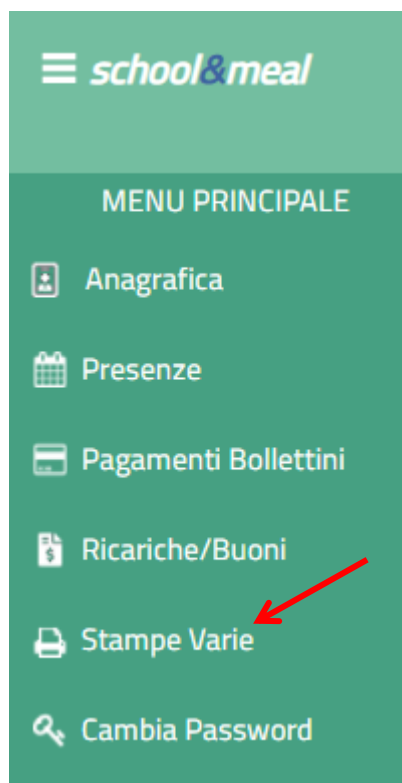 school&meal
MENU PRINCIPALE
Anagrafica
Presenze
Pagamenti Bollettini
Ricariche/Buoni
Stampe Varie
Cambia Password